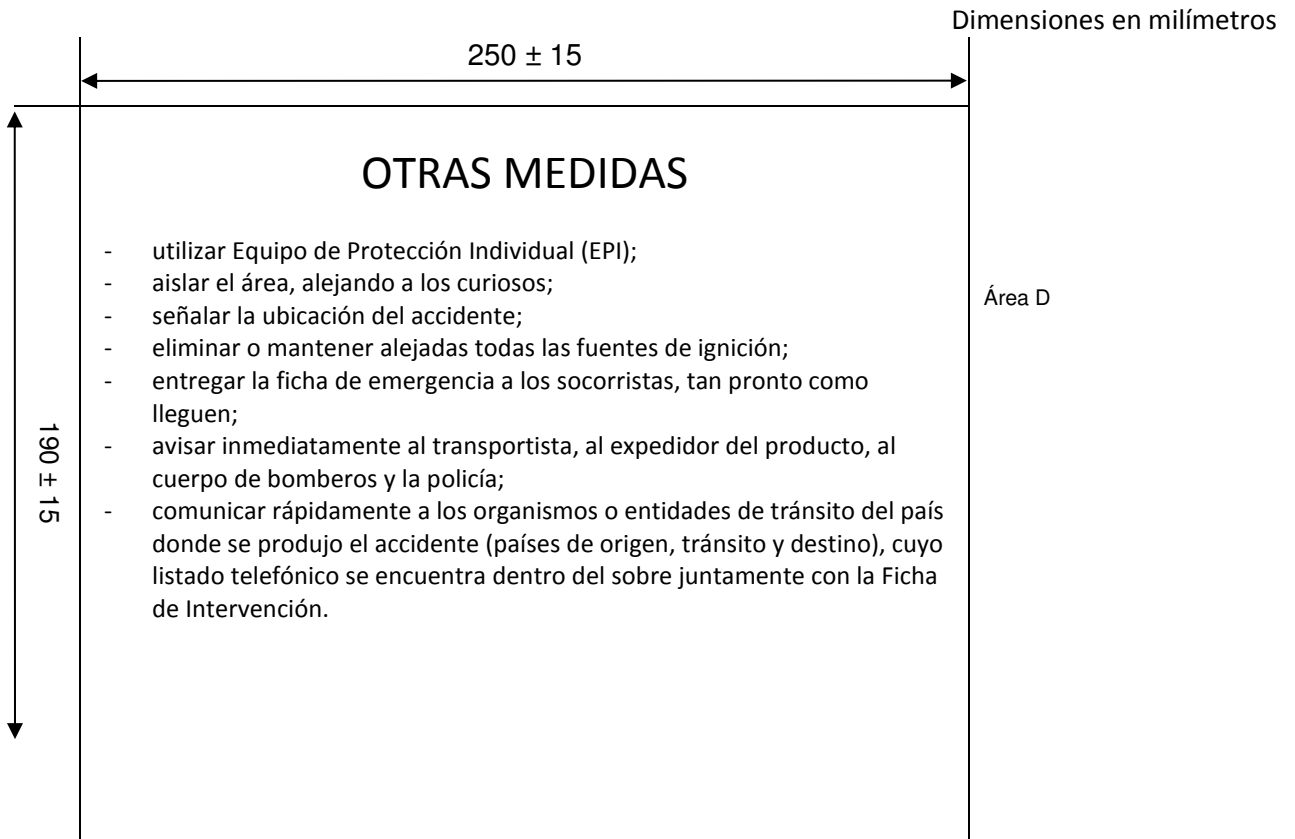 Dimensiones en milímetros
250 ± 15
OTRAS MEDIDAS
- utilizar Equipo de Protección Individual (EPI);
- aislar el área, alejando a los curiosos;
- señalar la ubicación del accidente;
- eliminar o mantener alejadas todas las fuentes de ignición;
- entregar la ficha de emergencia a los socorristas, tan pronto como
lleguen;
- avisar inmediatamente al transportista, al expedidor del producto, al
cuerpo de bomberos y la policía;
- comunicar rápidamente a los organismos o entidades de tránsito del país
donde se produjo el accidente (países de origen, tránsito y destino), cuyo
listado telefónico se encuentra dentro del sobre juntamente con la Ficha
de Intervención.
Área D
190 ± 15